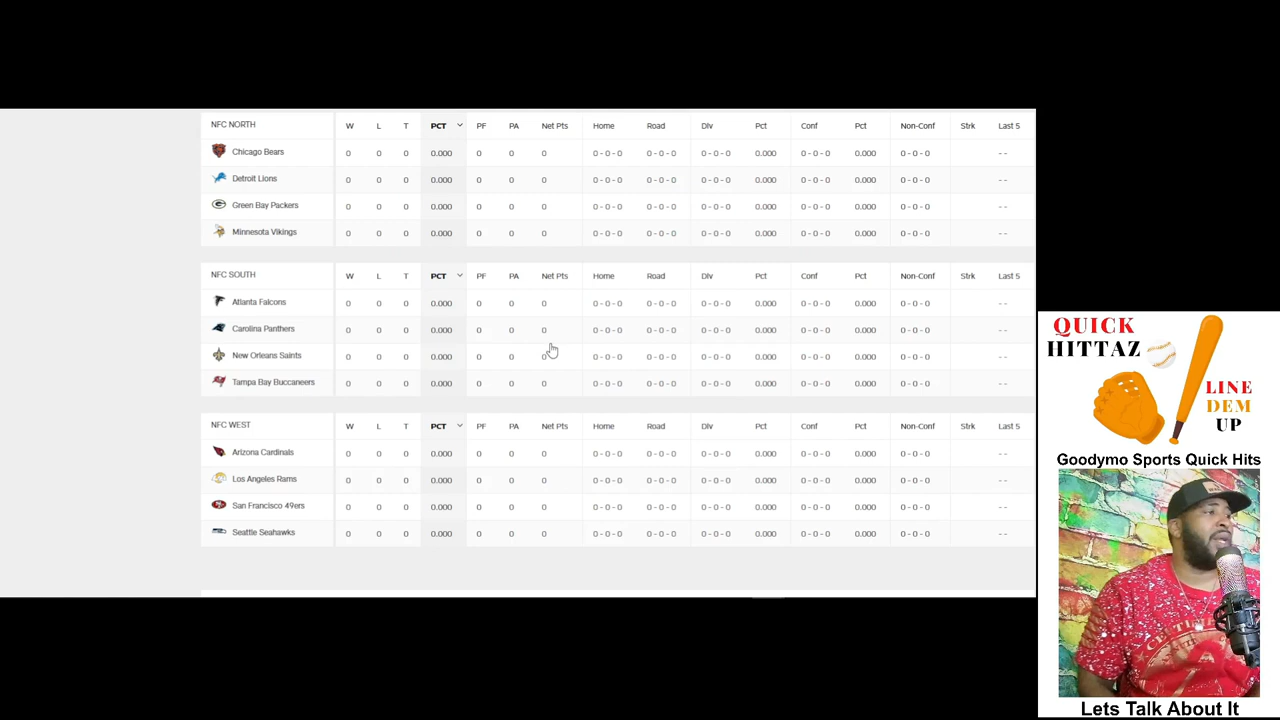 NFC NORTH W L T PCT PF PA Net Pts Home Road Div Pct Conf Pct Non-Conf Strk Last 5
Chicago Bears 0 0 0 0.000 0 0 0 0 - 0 - 0 0 - 0 - 0 0 - 0 - 0 0.000 0 - 0 - 0 0.000 0 - 0 - 0 - -
Detroit Lions 0 0 0 0.000 0 0 0 0 - 0 - 0 0 - 0 - 0 0 - 0 - 0 0.000 0 - 0 - 0 0.000 0 - 0 - 0 - -
Green Bay Packers 0 0 0 0.000 0 0 0 0 - 0 - 0 0 - 0 - 0 0 - 0 - 0 0.000 0 - 0 - 0 0.000 0 - 0 - 0 - -
Minnesota Vikings 0 0 0 0.000 0 0 0 0 - 0 - 0 0 - 0 - 0 0 - 0 - 0 0.000 0 - 0 - 0 0.000 0 - 0 - 0 - -
NFC SOUTH W L T PCT PF PA Net Pts Home Road Div Pct Conf Pct Non-Conf Strk Last 5
Atlanta Falcons 0 0 0 0.000 0 0 0 0 - 0 - 0 0 - 0 - 0 0 - 0 - 0 0.000 0 - 0 - 0 0.000 0 - 0 - 0 - -
Carolina Panthers 0 0 0 0.000 0 0 0 0 - 0 - 0 0 - 0 - 0 0 - 0 - 0 0.000 0 - 0 - 0 0.000 0 - 0 - 0 - -
New Orleans Saints 0 0 0 0.000 0 0 0 0 - 0 - 0 0 - 0 - 0 0 - 0 - 0 0.000 0 - 0 - 0 0.000 0 - 0 - 0 - -
Tampa Bay Buccaneers 0 0 0 0.000 0 0 0 0 - 0 - 0 0 - 0 - 0 0 - 0 - 0 0.000 0 - 0 - 0 0.000 0 - 0 - 0 - -
NFC WEST W L T PCT PF PA Net Pts Home Road Div Pct Conf Pct Non-Conf Strk Last 5
Arizona Cardinals 0 0 0 0.000 0 0 0 0 - 0 - 0 0 - 0 - 0 0 - 0 - 0 0.000 0 - 0 - 0 0.000 0 - 0 - 0 - -
Los Angeles Rams 0 0 0 0.000 0 0 0 0 - 0 - 0 0 - 0 - 0 0 - 0 - 0 0.000 0 - 0 - 0 0.000 0 - 0 - 0 - -
San Francisco 49ers 0 0 0 0.000 0 0 0 0 - 0 - 0 0 - 0 - 0 0 - 0 - 0 0.000 0 - 0 - 0 0.000 0 - 0 - 0 - -
Seattle Seahawks 0 0 0 0.000 0 0 0 0 - 0 - 0 0 - 0 - 0 0 - 0 - 0 0.000 0 - 0 - 0 0.000 0 - 0 - 0 - -
QUICK
HITTAZ
LINE
DEM
UP
Goodymo Sports Quick Hits
Lets Talk About It